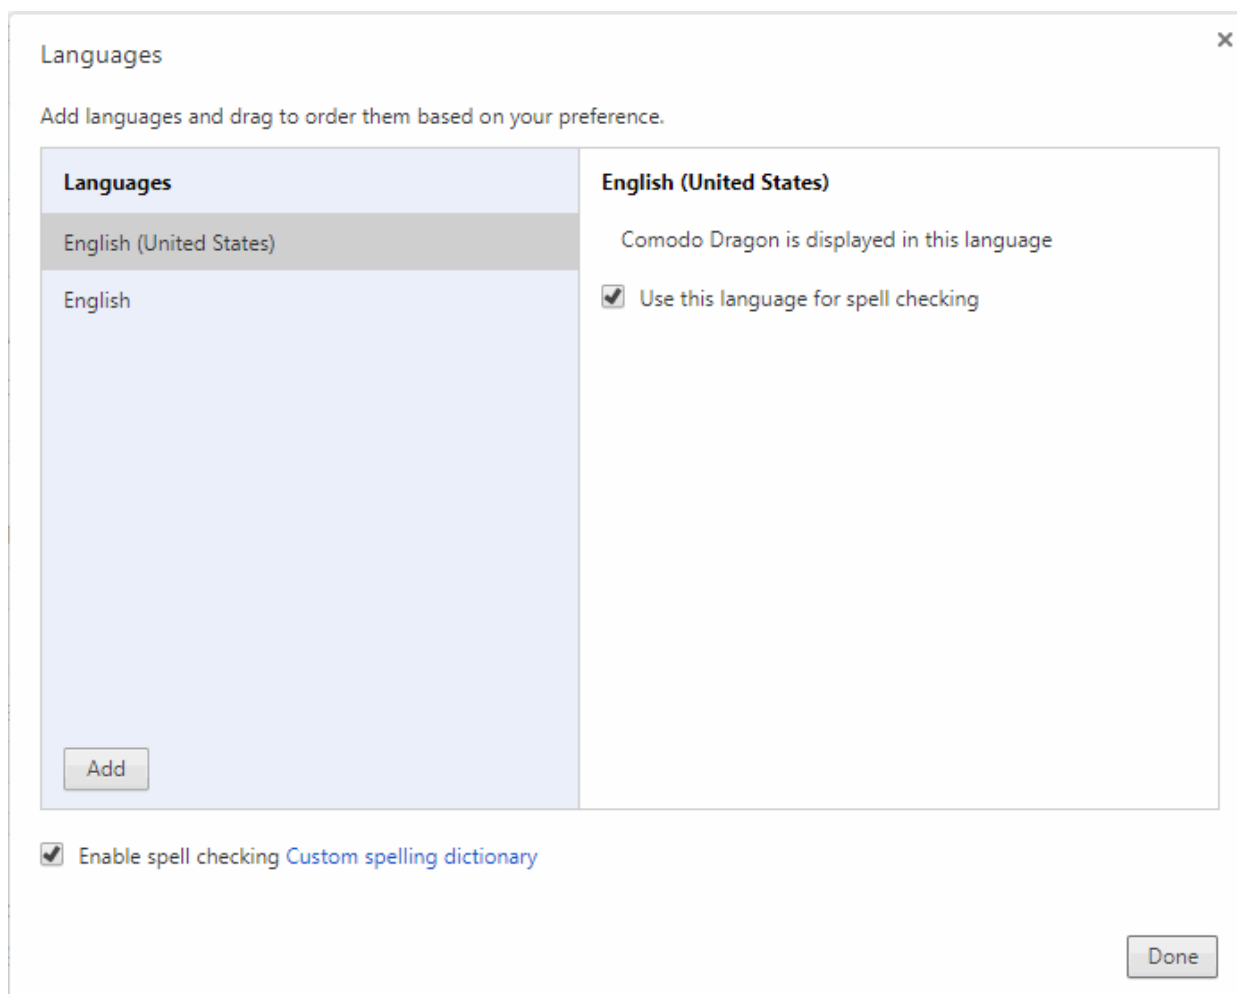 Languages
Add languages and drag to order them based on your preference.
Languages
English (United States)
English
Add
English (United States)
Comodo Dragon is displayed in this language
Use this language for spell checking
Enable spell checking Custom spelling dictionary
Done